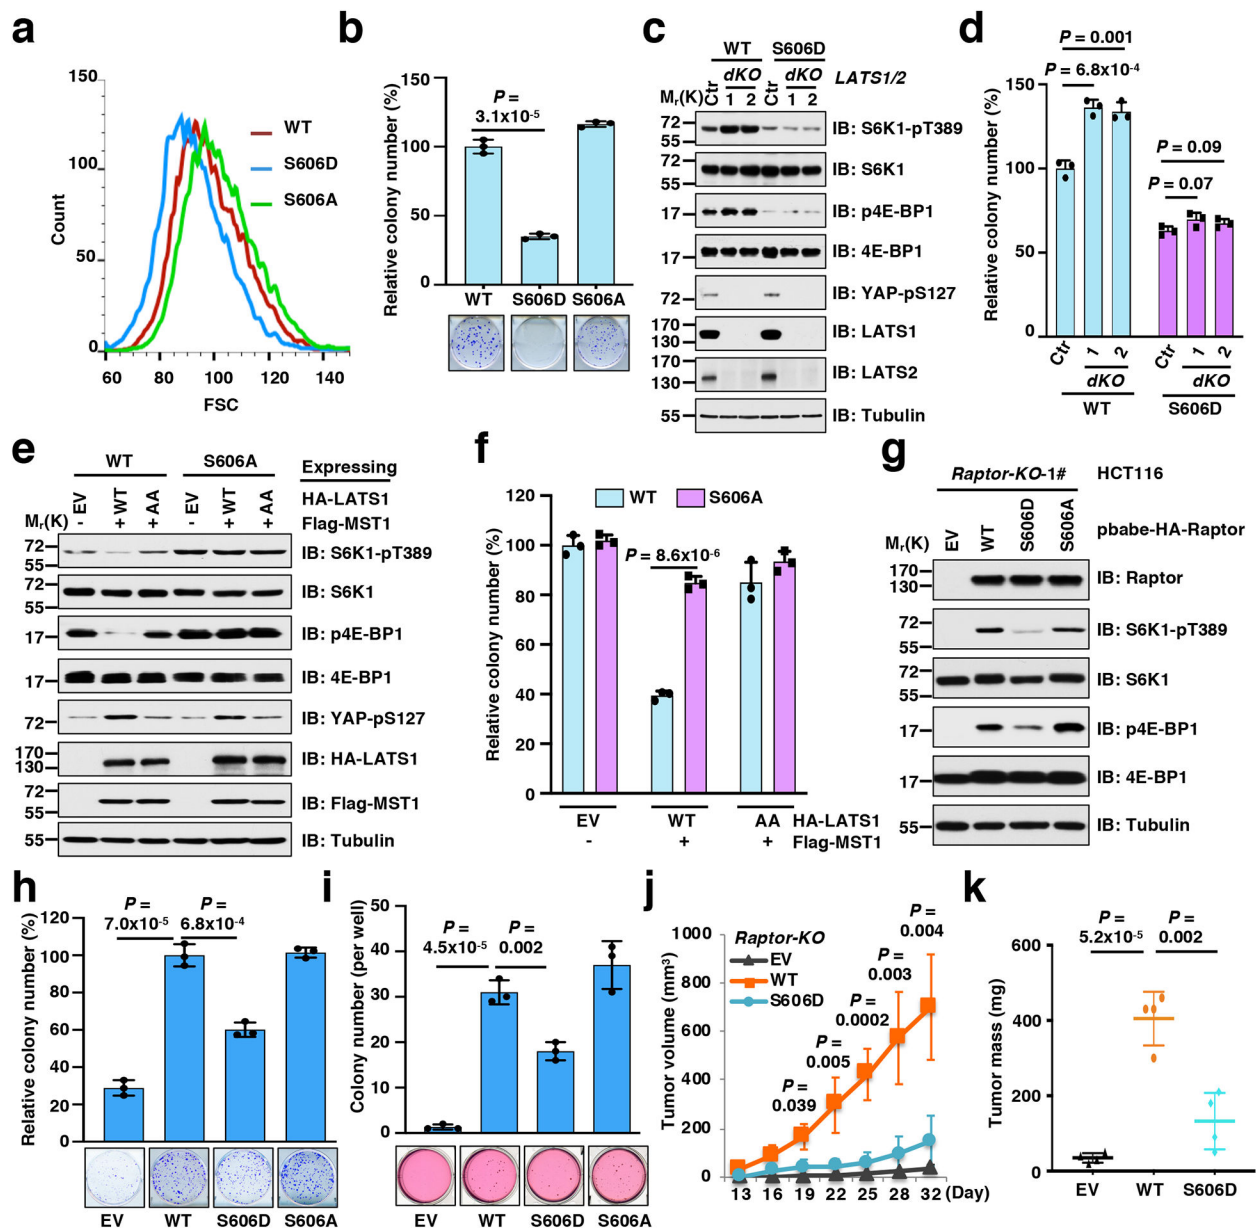 a
150
100
50
0
Count
60 80 100 120 140
FSC
WT
S606D
S606A
b
Relative colony number (%)
150
100
50
0
P =
3.1x10-5
WT S606D S606A
c
WT S606D
dKO dKO LATS1/2
Mr(K) Ctr 1 2 Ctr 1 2
72
55
IB: S6K1-pT389
72
55
IB: S6K1
17
IB: p4E-BP1
17
IB: 4E-BP1
72
IB: YAP-pS127
170
130
IB: LATS1
170
130
IB: LATS2
55
IB: Tubulin
d
P = 0.001
P = 6.8x10-4
P = 0.09
P = 0.07
Relative colony number (%)
150
100
50
0
Ctr 1 2 Ctr 1 2
dKO dKO
WT S606D
e
WT S606A Expressing
EV WT AA EV WT AA HA-LATS1
Mr(K) - + + - + + Flag-MST1
72
55
IB: S6K1-pT389
72
55
IB: S6K1
17
IB: p4E-BP1
17
IB: 4E-BP1
72
IB: YAP-pS127
170
130
IB: HA-LATS1
72
55
IB: Flag-MST1
55
IB: Tubulin
f
WT S606A
P = 8.6x10-6
Relative colony number (%)
120
100
80
60
40
20
0
EV WT AA HA-LATS1
- + + Flag-MST1
g
Raptor-KO-1# HCT116
EV WT S606D S606A pbabe-HA-Raptor
Mr(K)
170
130
IB: Raptor
72
55
IB: S6K1-pT389
72
55
IB: S6K1
17
IB: p4E-BP1
17
IB: 4E-BP1
55
IB: Tubulin
h
P = P =
7.0x10-5 6.8x10-4
Relative colony number (%)
120
100
80
60
40
20
0
EV WT S606D S606A
i
P = P =
4.5x10-5 0.002
Colony number (per well)
50
40
30
20
10
0
EV WT S606D S606A
j
Raptor-KO
EV
WT
S606D
P =
0.039
P =
0.005
P =
0.0002
P =
0.003
P =
0.004
Tumor volume (mm3)
1000
800
600
400
200
0
13 16 19 22 25 28 32 (Day)
k
P = P =
5.2x10-5 0.002
Tumor mass (mg)
600
400
200
0
EV WT S606D